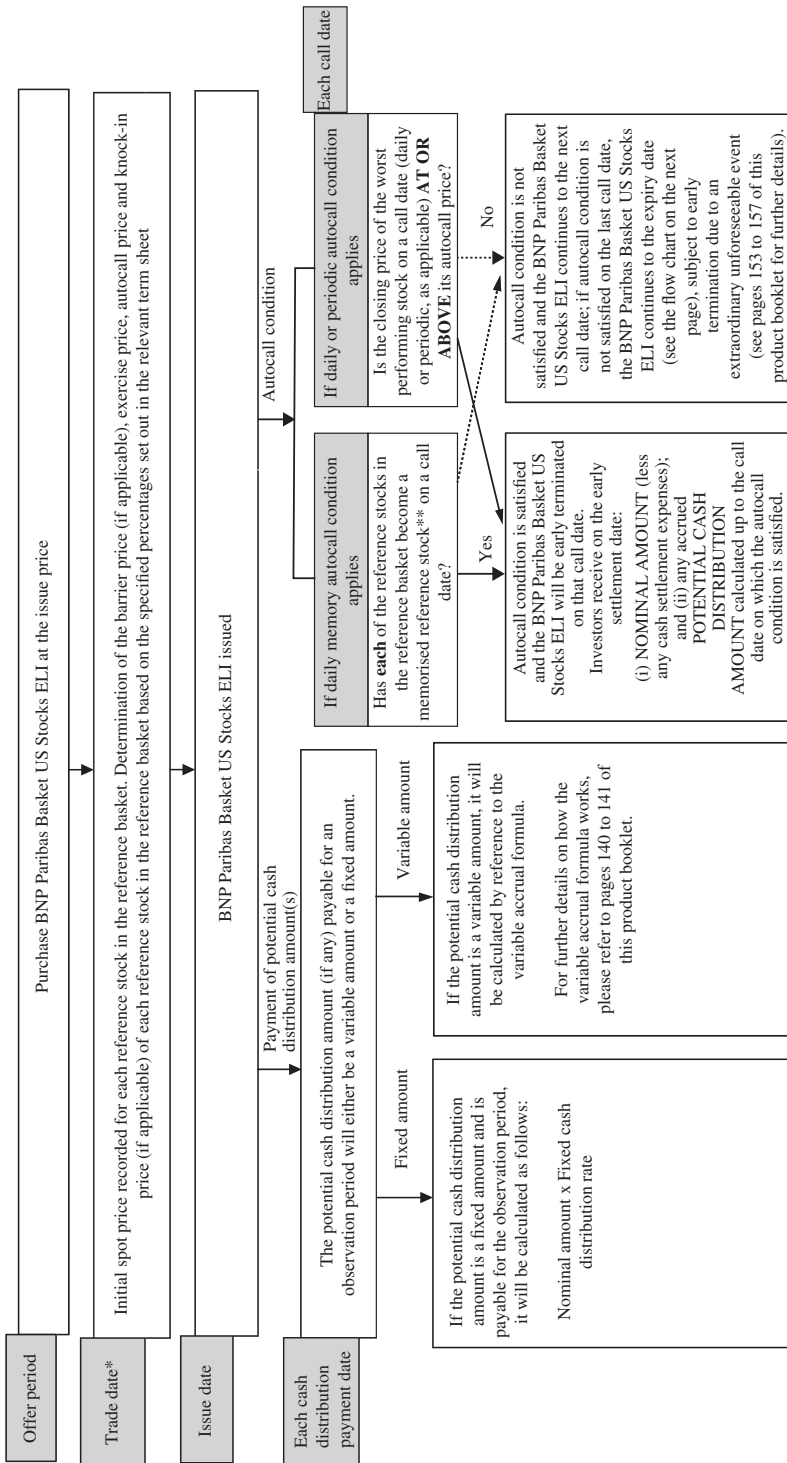 Offer period
Purchase BNP Paribas Basket US Stocks ELI at the issue price
Trade date*
Initial spot price recorded for each reference stock in the reference basket. Determination of the barrier price (if applicable), exercise price, autocall price and knock-in
price (if applicable) of each reference stock in the reference basket based on the specified percentages set out in the relevant term sheet
Issue date
BNP Paribas Basket US Stocks ELI issued
Payment of potential cash
distribution amount(s)
Autocall condition
Each cash
distribution
payment date
The potential cash distribution amount (if any) payable for an
observation period will either be a variable amount or a fixed amount.
If daily memory autocall condition
applies
Has each of the reference stocks in
the reference basket become a
memorised reference stock** on a call
date?
If daily or periodic autocall condition
applies
Is the closing price of the worst
performing stock on a call date (daily
or periodic, as applicable) AT OR
ABOVE its autocall price?
Each call date
Fixed amount
Variable amount
Yes
No
If the potential cash distribution
amount is a fixed amount and is
payable for the observation period,
it will be calculated as follows:
Nominal amount x Fixed cash
distribution rate
If the potential cash distribution
amount is a variable amount, it will
be calculated by reference to the
variable accrual formula.
For further details on how the
variable accrual formula works,
please refer to pages 140 to 141 of
this product booklet.
Autocall condition is satisfied
and the BNP Paribas Basket US
Stocks ELI will be early terminated
on that call date.
Investors receive on the early
settlement date:
(i) NOMINAL AMOUNT (less
any cash settlement expenses);
and (ii) any accrued
POTENTIAL CASH
DISTRIBUTION
AMOUNT calculated up to the call
date on which the autocall
condition is satisfied.
Autocall condition is not
satisfied and the BNP Paribas Basket
US Stocks ELI continues to the next
call date; if autocall condition is
not satisfied on the last call date,
the BNP Paribas Basket US Stocks
ELI continues to the expiry date
(see the flow chart on the next
page), subject to early
termination due to an
extraordinary unforeseeable event
(see pages 153 to 157 of this
product booklet for further details).